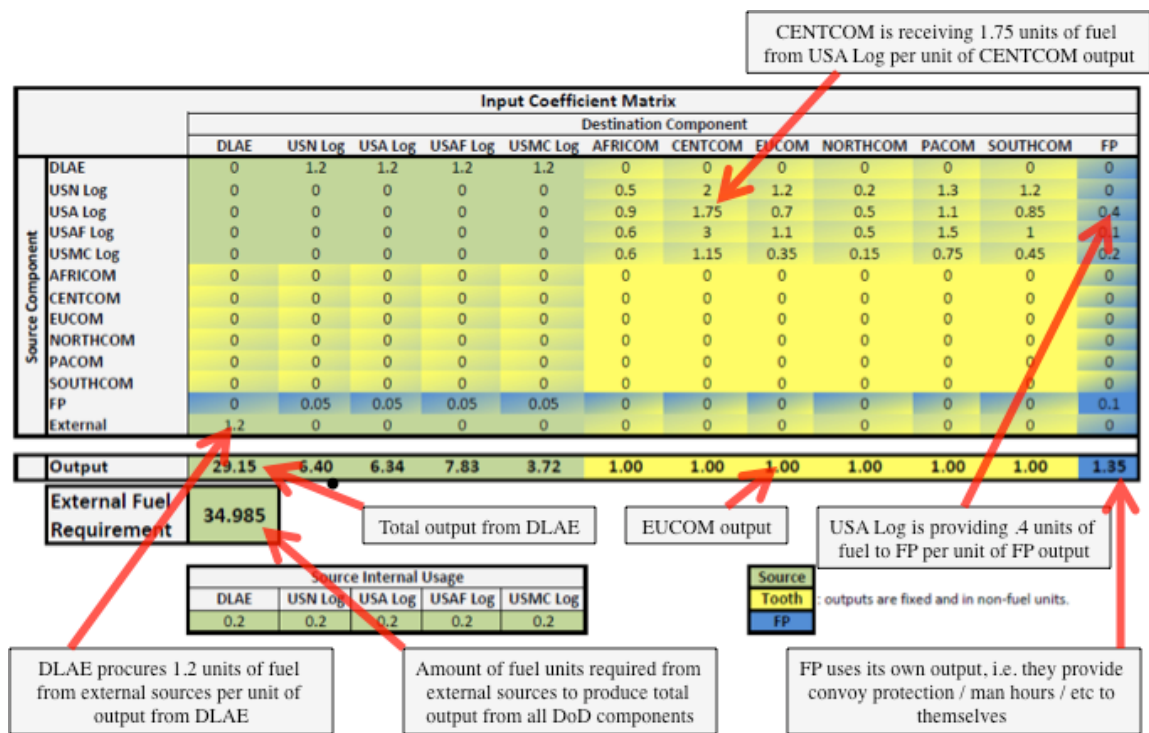 CENTCOM is receiving 1.75 units of fuel
from USA Log per unit of CENTCOM output
Input Coefficient Matrix
Destination Component
DLAE USN Log USA Log USAF Log USMC Log AFRICOM CENTCOM EUCOM NORTHCOM PACOM SOUTHCOM FP
Source Component
DLAE 0 1.2 1.2 1.2 1.2 0 0 0 0 0 0 0
USN Log 0 0 0 0 0 0.5 2 1.2 0.2 1.3 1.2 0
USA Log 0 0 0 0 0 0.9 1.75 0.7 0.5 1.1 0.85 0.4
USAF Log 0 0 0 0 0 0.6 3 1.1 0.5 1.5 1 0.1
USMC Log 0 0 0 0 0 0.6 1.15 0.35 0.15 0.75 0.45 0.2
AFRICOM 0 0 0 0 0 0 0 0 0 0 0 0
CENTCOM 0 0 0 0 0 0 0 0 0 0 0 0
EUCOM 0 0 0 0 0 0 0 0 0 0 0 0
NORTHCOM 0 0 0 0 0 0 0 0 0 0 0 0
PACOM 0 0 0 0 0 0 0 0 0 0 0 0
SOUTHCOM 0 0 0 0 0 0 0 0 0 0 0 0
FP 0 0.05 0.05 0.05 0.05 0 0 0 0 0 0 0.1
External 1.2 0 0 0 0 0 0 0 0 0 0 0
Output 29.15 6.40 6.34 7.83 3.72 1.00 1.00 1.00 1.00 1.00 1.00 1.35
External Fuel
Requirement
34.985
Total output from DLAE
EUCOM output
USA Log is providing .4 units of
fuel to FP per unit of FP output
Source Internal Usage
DLAE USN Log USA Log USAF Log USMC Log
0.2 0.2 0.2 0.2 0.2
Source
Tooth : outputs are fixed and in non-fuel units.
FP
DLAE procures 1.2 units of fuel
from external sources per unit of
output from DLAE
Amount of fuel units required from
external sources to produce total
output from all DoD components
FP uses its own output, i.e. they provide
convoy protection / man hours / etc to
themselves